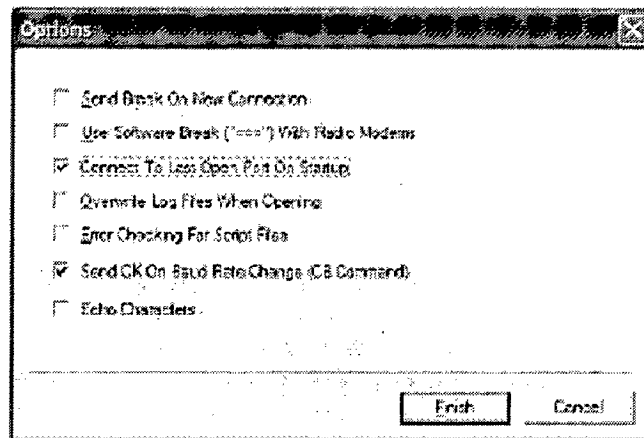 Options
Send Break On New Connection
Use Software Break ("===") With Radio Modems
Connect To Last Open Port On Startup
Overwrite Log Files When Opening
Error Checking For Script Files
Send CK On Baud Rate Change (CB Command)
Echo Characters
Finish Cancel